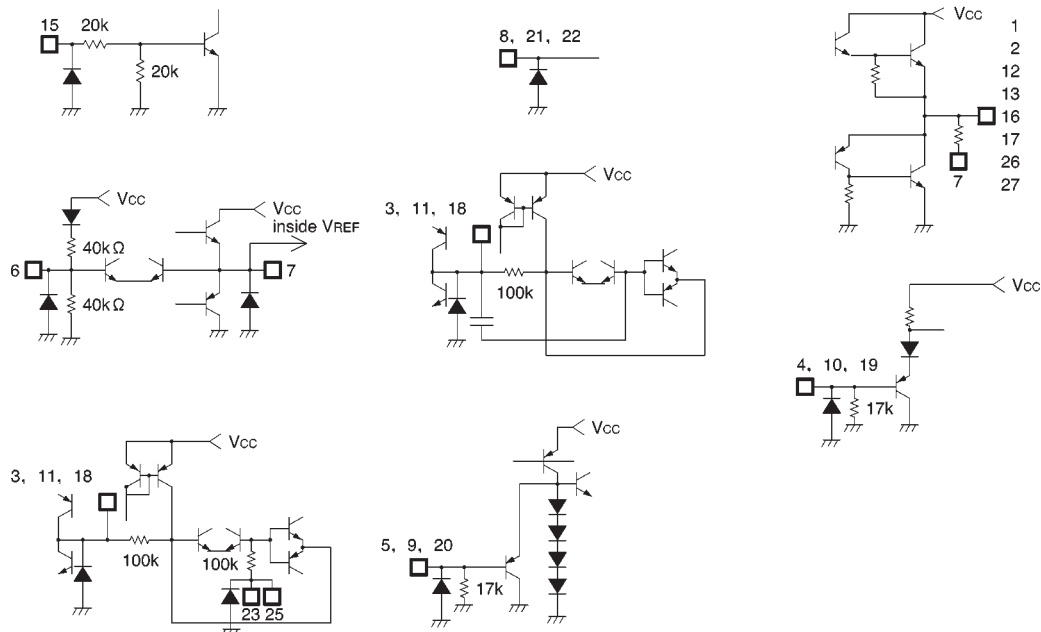 15
20k
20k
8, 21, 22
Vcc
1
2
12
13
16
17
26
27
7
Vcc
Vcc
inside VREF
40kΩ
6
7
40kΩ
Vcc
3, 11, 18
100k
Vcc
4, 10, 19
17k
Vcc
3, 11, 18
100k
100k
23 25
Vcc
5, 9, 20
17k